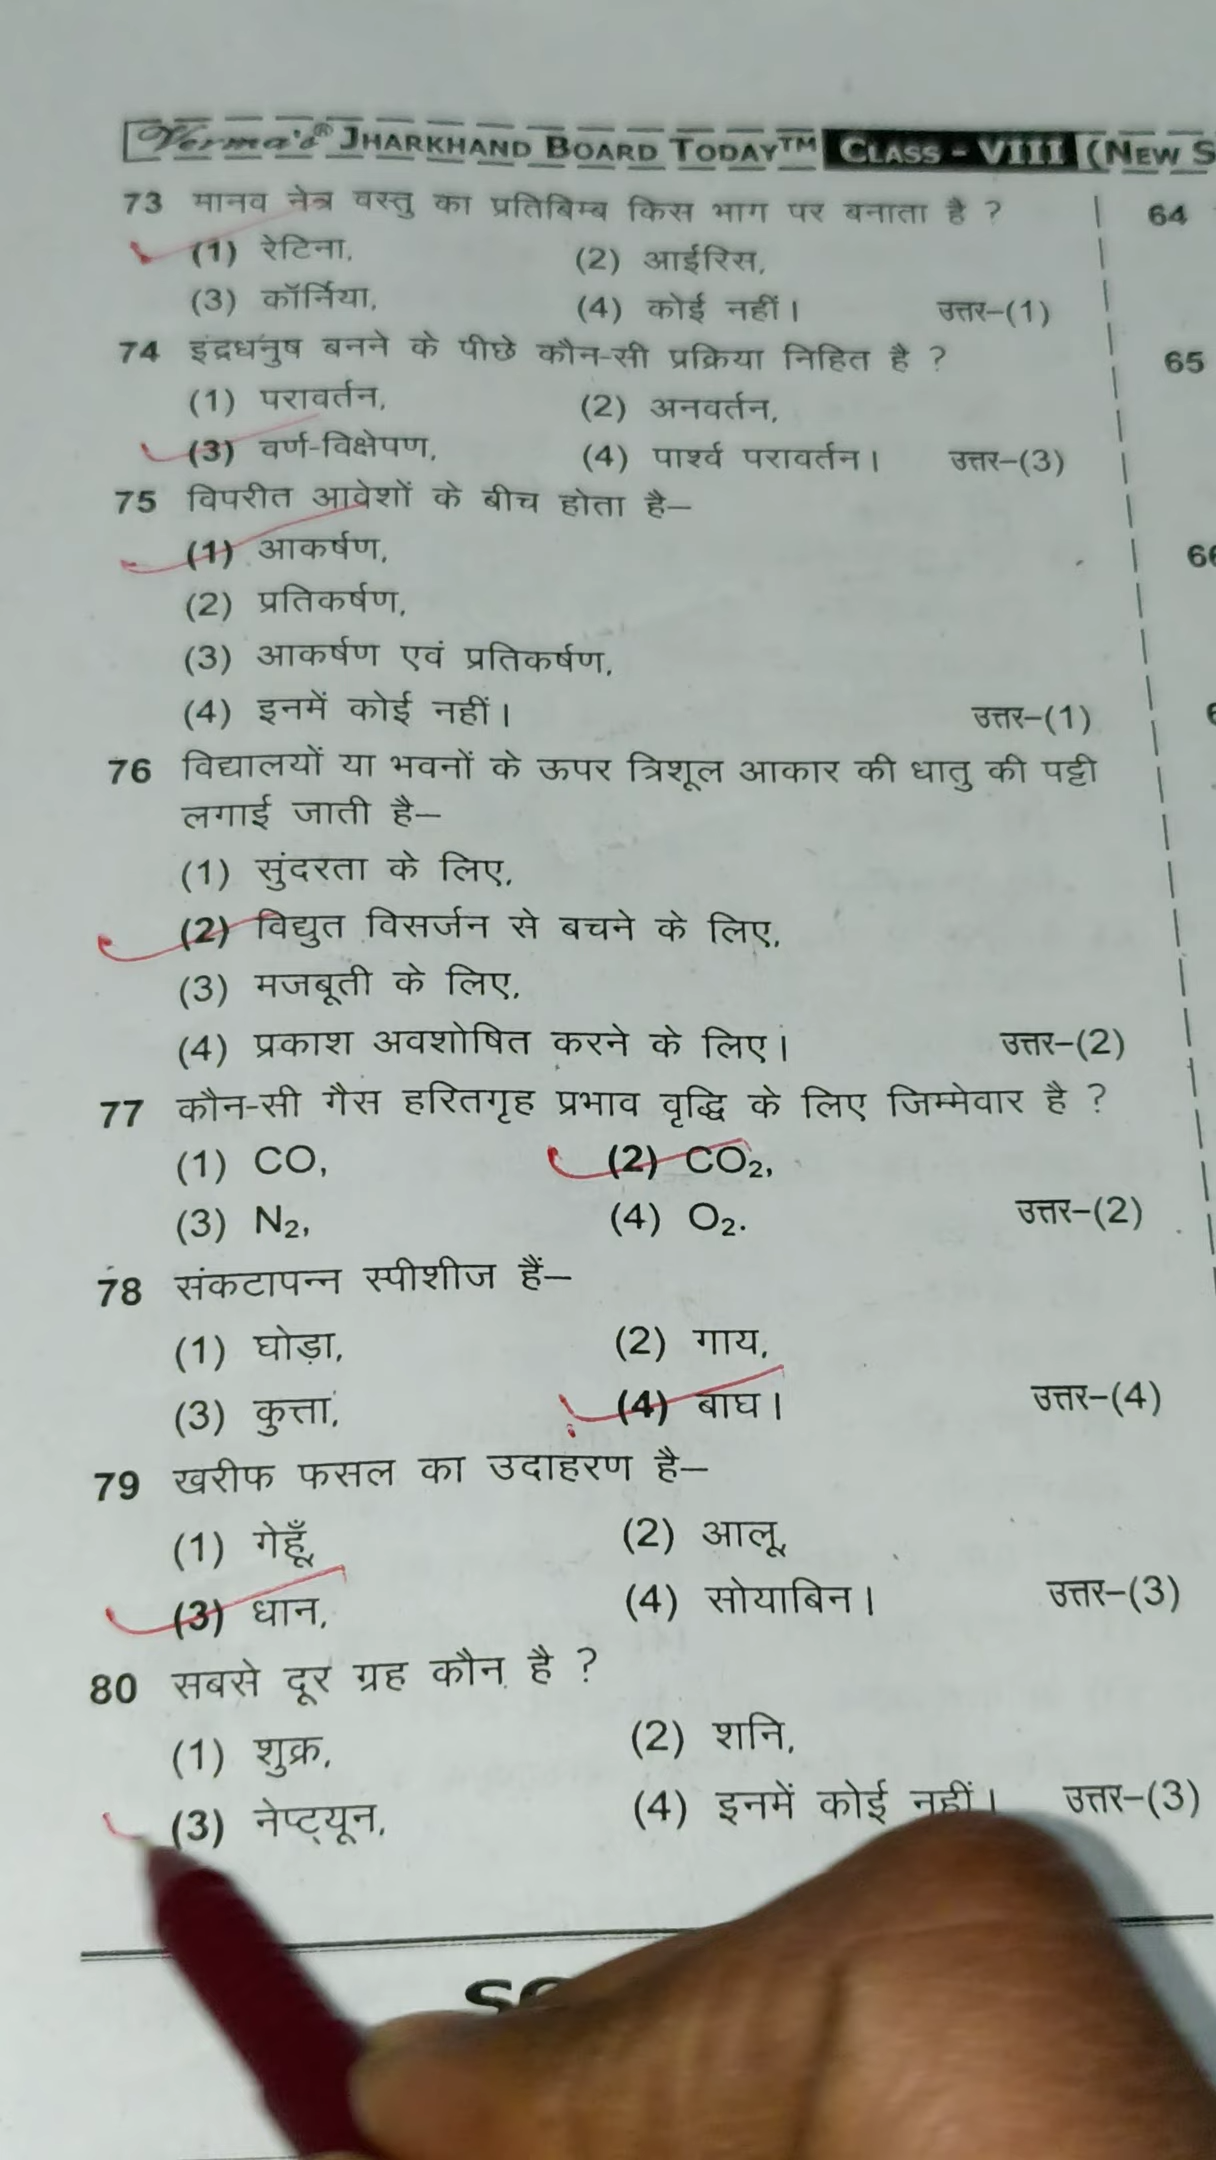 Verma's® JHARKHAND BOARD TODAY™ CLASS - VIII (NEW S
73 मानव नेत्र वस्तु का प्रतिबिम्ब किस भाग पर बनाता है ?
(1) रेटिना, (2) आईरिस,
(3) कॉर्निया, (4) कोई नहीं। उत्तर–(1)
74 इंद्रधनुष बनने के पीछे कौन-सी प्रक्रिया निहित है ?
(1) परावर्तन, (2) अनवर्तन,
(3) वर्ण-विक्षेपण, (4) पार्श्व परावर्तन। उत्तर–(3)
75 विपरीत आवेशों के बीच होता है–
(1) आकर्षण,
(2) प्रतिकर्षण,
(3) आकर्षण एवं प्रतिकर्षण,
(4) इनमें कोई नहीं। उत्तर–(1)
76 विद्यालयों या भवनों के ऊपर त्रिशूल आकार की धातु की पट्टी
लगाई जाती है–
(1) सुंदरता के लिए,
(2) विद्युत विसर्जन से बचने के लिए,
(3) मजबूती के लिए,
(4) प्रकाश अवशोषित करने के लिए। उत्तर–(2)
77 कौन-सी गैस हरितगृह प्रभाव वृद्धि के लिए जिम्मेवार है ?
(1) CO, (2) CO₂,
(3) N₂, (4) O₂. उत्तर–(2)
78 संकटापन्न स्पीशीज हैं–
(1) घोड़ा, (2) गाय,
(3) कुत्ता, (4) बाघ। उत्तर–(4)
79 खरीफ फसल का उदाहरण है–
(1) गेहूँ, (2) आलू,
(3) धान, (4) सोयाबिन। उत्तर–(3)
80 सबसे दूर ग्रह कौन है ?
(1) शुक्र, (2) शनि,
(3) नेप्ट्यून, (4) इनमें कोई नहीं। उत्तर–(3)
64
65